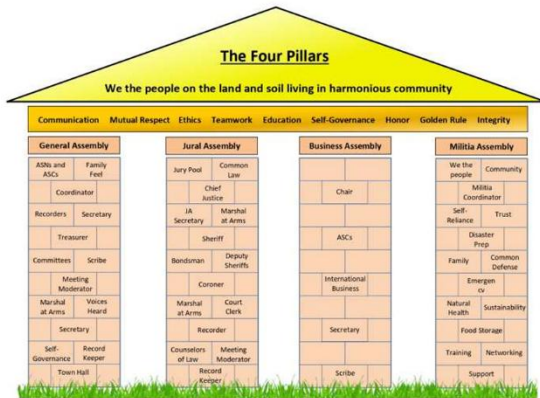 The Four Pillars
We the people on the land and soil living in harmonious community
Communication Mutual Respect Ethics Teamwork Education Self-Governance Honor Golden Rule Integrity
General Assembly
ASNs and ASCs
Family Feel
Coordinator
Recorders
Secretary
Treasurer
Committees
Scribe
Meeting Moderator
Marshal at Arms
Voices Heard
Secretary
Self-Governance
Record Keeper
Town Hall
Jural Assembly
Jury Pool
Common Law
Chief Justice
JA Secretary
Marshal at Arms
Sheriff
Bondsman
Deputy Sheriffs
Coroner
Marshal at Arms
Court Clerk
Recorder
Counselors of Law
Meeting Moderator
Record Keeper
Business Assembly
Chair
ASCs
International Business
Secretary
Scribe
Militia Assembly
We the people
Community
Militia Coordinator
Self-Reliance
Trust
Disaster Prep
Family
Common Defense
Emergen cy
Natural Health
Sustainability
Food Storage
Training
Networking
Support